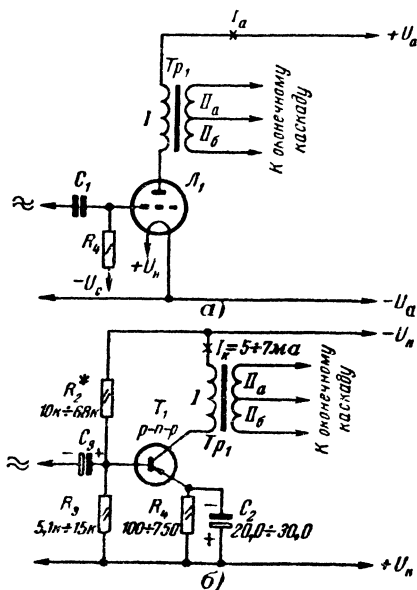 Iа
+Uа
Тр1
I
IIа
IIб
К оконечному
каскаду
C1
Л1
≈
R4
−Uс
+Uн
−Uа
а)
−Uк
Iк=5÷7ма
R2*
10к÷68к
T1
p-n-p
I
IIа
IIб
Тр1
К оконечному
каскаду
C3
−
+
≈
R3
5,1к÷15к
R4
100÷750
−
C2
20,0÷30,0
+
+Uк
б)